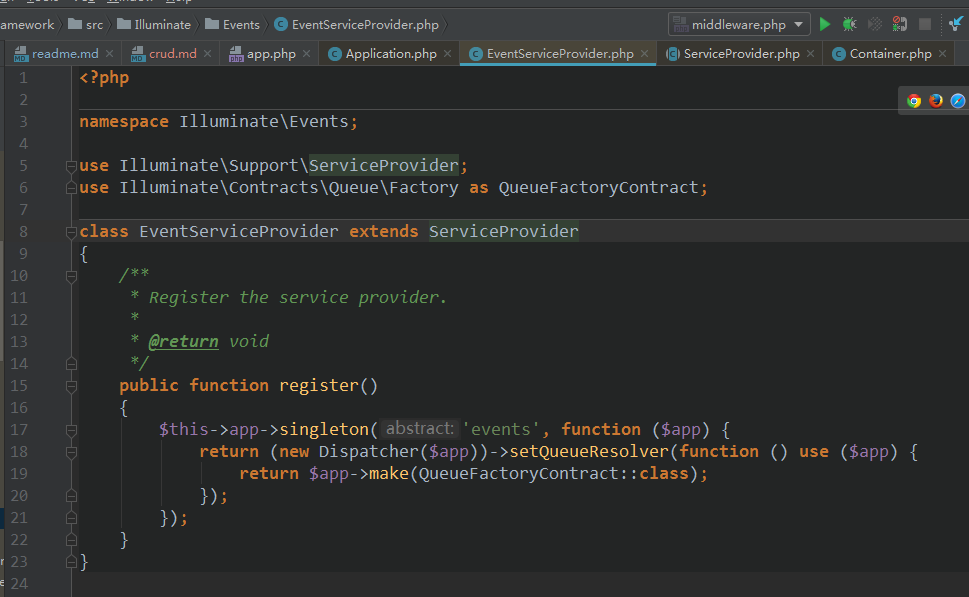 amework src Illuminate Events EventServiceProvider.php middleware.php
readme.md crud.md app.php Application.php EventServiceProvider.php ServiceProvider.php Container.php
1 <?php
2
3 namespace Illuminate\Events;
4
5 use Illuminate\Support\ServiceProvider;
6 use Illuminate\Contracts\Queue\Factory as QueueFactoryContract;
7
8 class EventServiceProvider extends ServiceProvider
9 {
10 /**
11 * Register the service provider.
12 *
13 * @return void
14 */
15 public function register()
16 {
17 $this->app->singleton( abstract: 'events', function ($app) {
18 return (new Dispatcher($app))->setQueueResolver(function () use ($app) {
19 return $app->make(QueueFactoryContract::class);
20 });
21 });
22 }
23 }
24